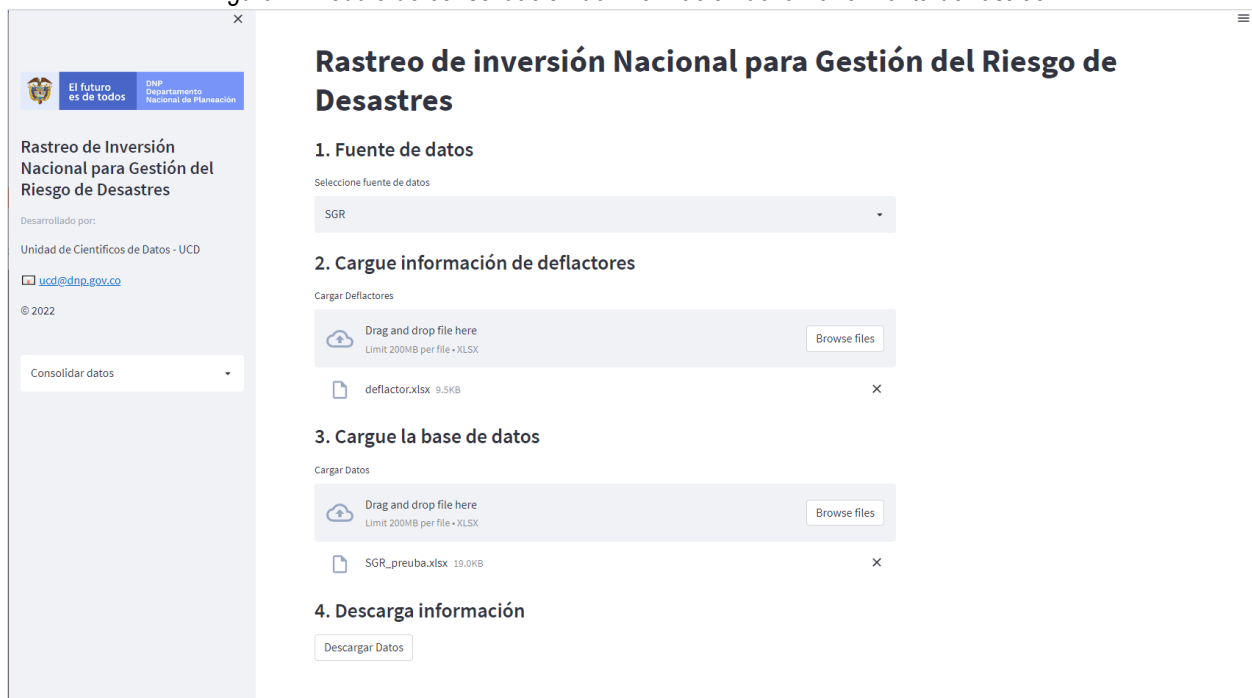 ×
El futuro
es de todos
DNP
Departamento
Nacional de Planeación
Rastreo de Inversión
Nacional para Gestión del
Riesgo de Desastres
Desarrollado por:
Unidad de Cientificos de Datos - UCD
ucd@dnp.gov.co
© 2022
Consolidar datos
Rastreo de inversión Nacional para Gestión del Riesgo de
Desastres
1. Fuente de datos
Seleccione fuente de datos
SGR
2. Cargue información de deflactores
Cargar Deflactores
Drag and drop file here
Limit 200MB per file • XLSX
Browse files
deflactor.xlsx 9.5KB
×
3. Cargue la base de datos
Cargar Datos
Drag and drop file here
Limit 200MB per file • XLSX
Browse files
SGR_preuba.xlsx 19.0KB
×
4. Descarga información
Descargar Datos